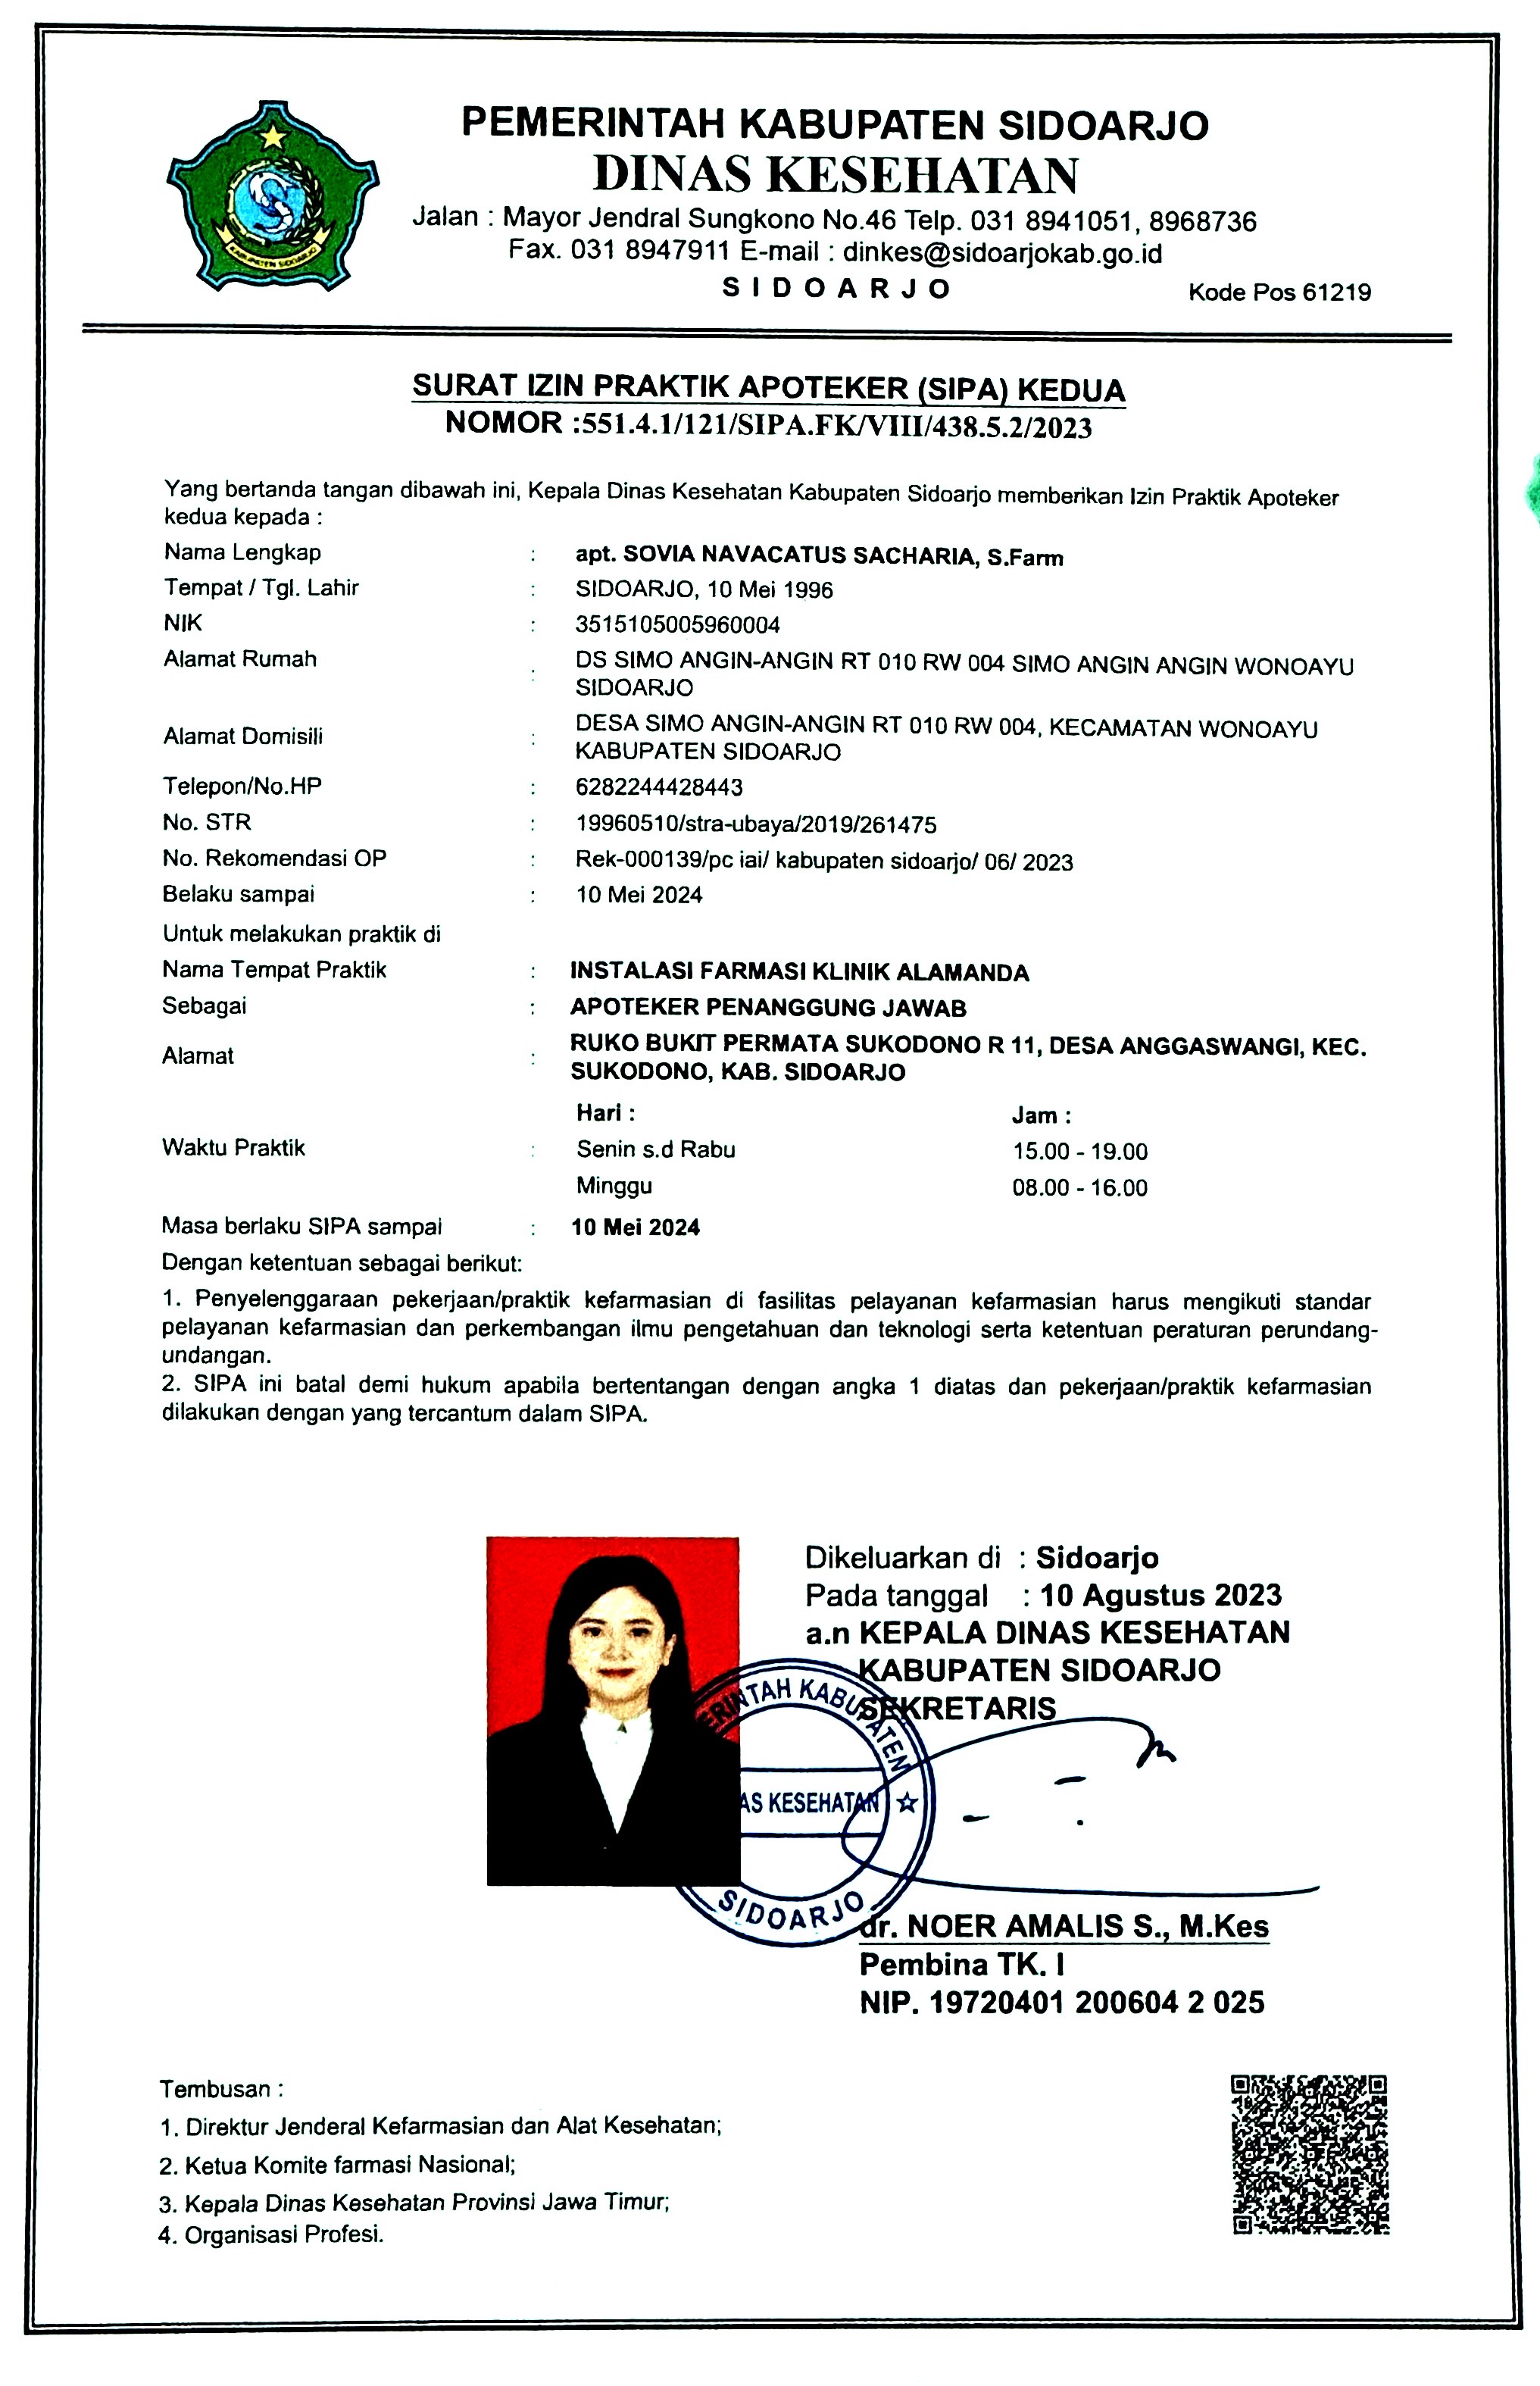 PEMERINTAH KABUPATEN SIDOARJO
DINAS KESEHATAN
Jalan : Mayor Jendral Sungkono No.46 Telp. 031 8941051, 8968736
Fax. 031 8947911 E-mail : dinkes@sidoarjokab.go.id
S I D O A R J O Kode Pos 61219
KABUPATEN SIDOARJO
SURAT IZIN PRAKTIK APOTEKER (SIPA) KEDUA
NOMOR :551.4.1/121/SIPA.FK/VIII/438.5.2/2023
Yang bertanda tangan dibawah ini, Kepala Dinas Kesehatan Kabupaten Sidoarjo memberikan Izin Praktik Apoteker
kedua kepada :
Nama Lengkap : apt. SOVIA NAVACATUS SACHARIA, S.Farm
Tempat / Tgl. Lahir : SIDOARJO, 10 Mei 1996
NIK : 3515105005960004
Alamat Rumah : DS SIMO ANGIN-ANGIN RT 010 RW 004 SIMO ANGIN ANGIN WONOAYU
SIDOARJO
Alamat Domisili : DESA SIMO ANGIN-ANGIN RT 010 RW 004, KECAMATAN WONOAYU
KABUPATEN SIDOARJO
Telepon/No.HP : 6282244428443
No. STR : 19960510/stra-ubaya/2019/261475
No. Rekomendasi OP : Rek-000139/pc iai/ kabupaten sidoarjo/ 06/ 2023
Belaku sampai : 10 Mei 2024
Untuk melakukan praktik di
Nama Tempat Praktik : INSTALASI FARMASI KLINIK ALAMANDA
Sebagai : APOTEKER PENANGGUNG JAWAB
Alamat : RUKO BUKIT PERMATA SUKODONO R 11, DESA ANGGASWANGI, KEC.
SUKODONO, KAB. SIDOARJO
Hari : Jam :
Waktu Praktik : Senin s.d Rabu 15.00 - 19.00
Minggu 08.00 - 16.00
Masa berlaku SIPA sampai : 10 Mei 2024
Dengan ketentuan sebagai berikut:
1. Penyelenggaraan pekerjaan/praktik kefarmasian di fasilitas pelayanan kefarmasian harus mengikuti standar
pelayanan kefarmasian dan perkembangan ilmu pengetahuan dan teknologi serta ketentuan peraturan perundang-
undangan.
2. SIPA ini batal demi hukum apabila bertentangan dengan angka 1 diatas dan pekerjaan/praktik kefarmasian
dilakukan dengan yang tercantum dalam SIPA.
Dikeluarkan di : Sidoarjo
Pada tanggal : 10 Agustus 2023
a.n KEPALA DINAS KESEHATAN
KABUPATEN SIDOARJO
SEKRETARIS
ERINTAH KABUPATEN
AS KESEHATAN
SIDOARJO
dr. NOER AMALIS S., M.Kes
Pembina TK. I
NIP. 19720401 200604 2 025
Tembusan :
1. Direktur Jenderal Kefarmasian dan Alat Kesehatan;
2. Ketua Komite farmasi Nasional;
3. Kepala Dinas Kesehatan Provinsi Jawa Timur;
4. Organisasi Profesi.